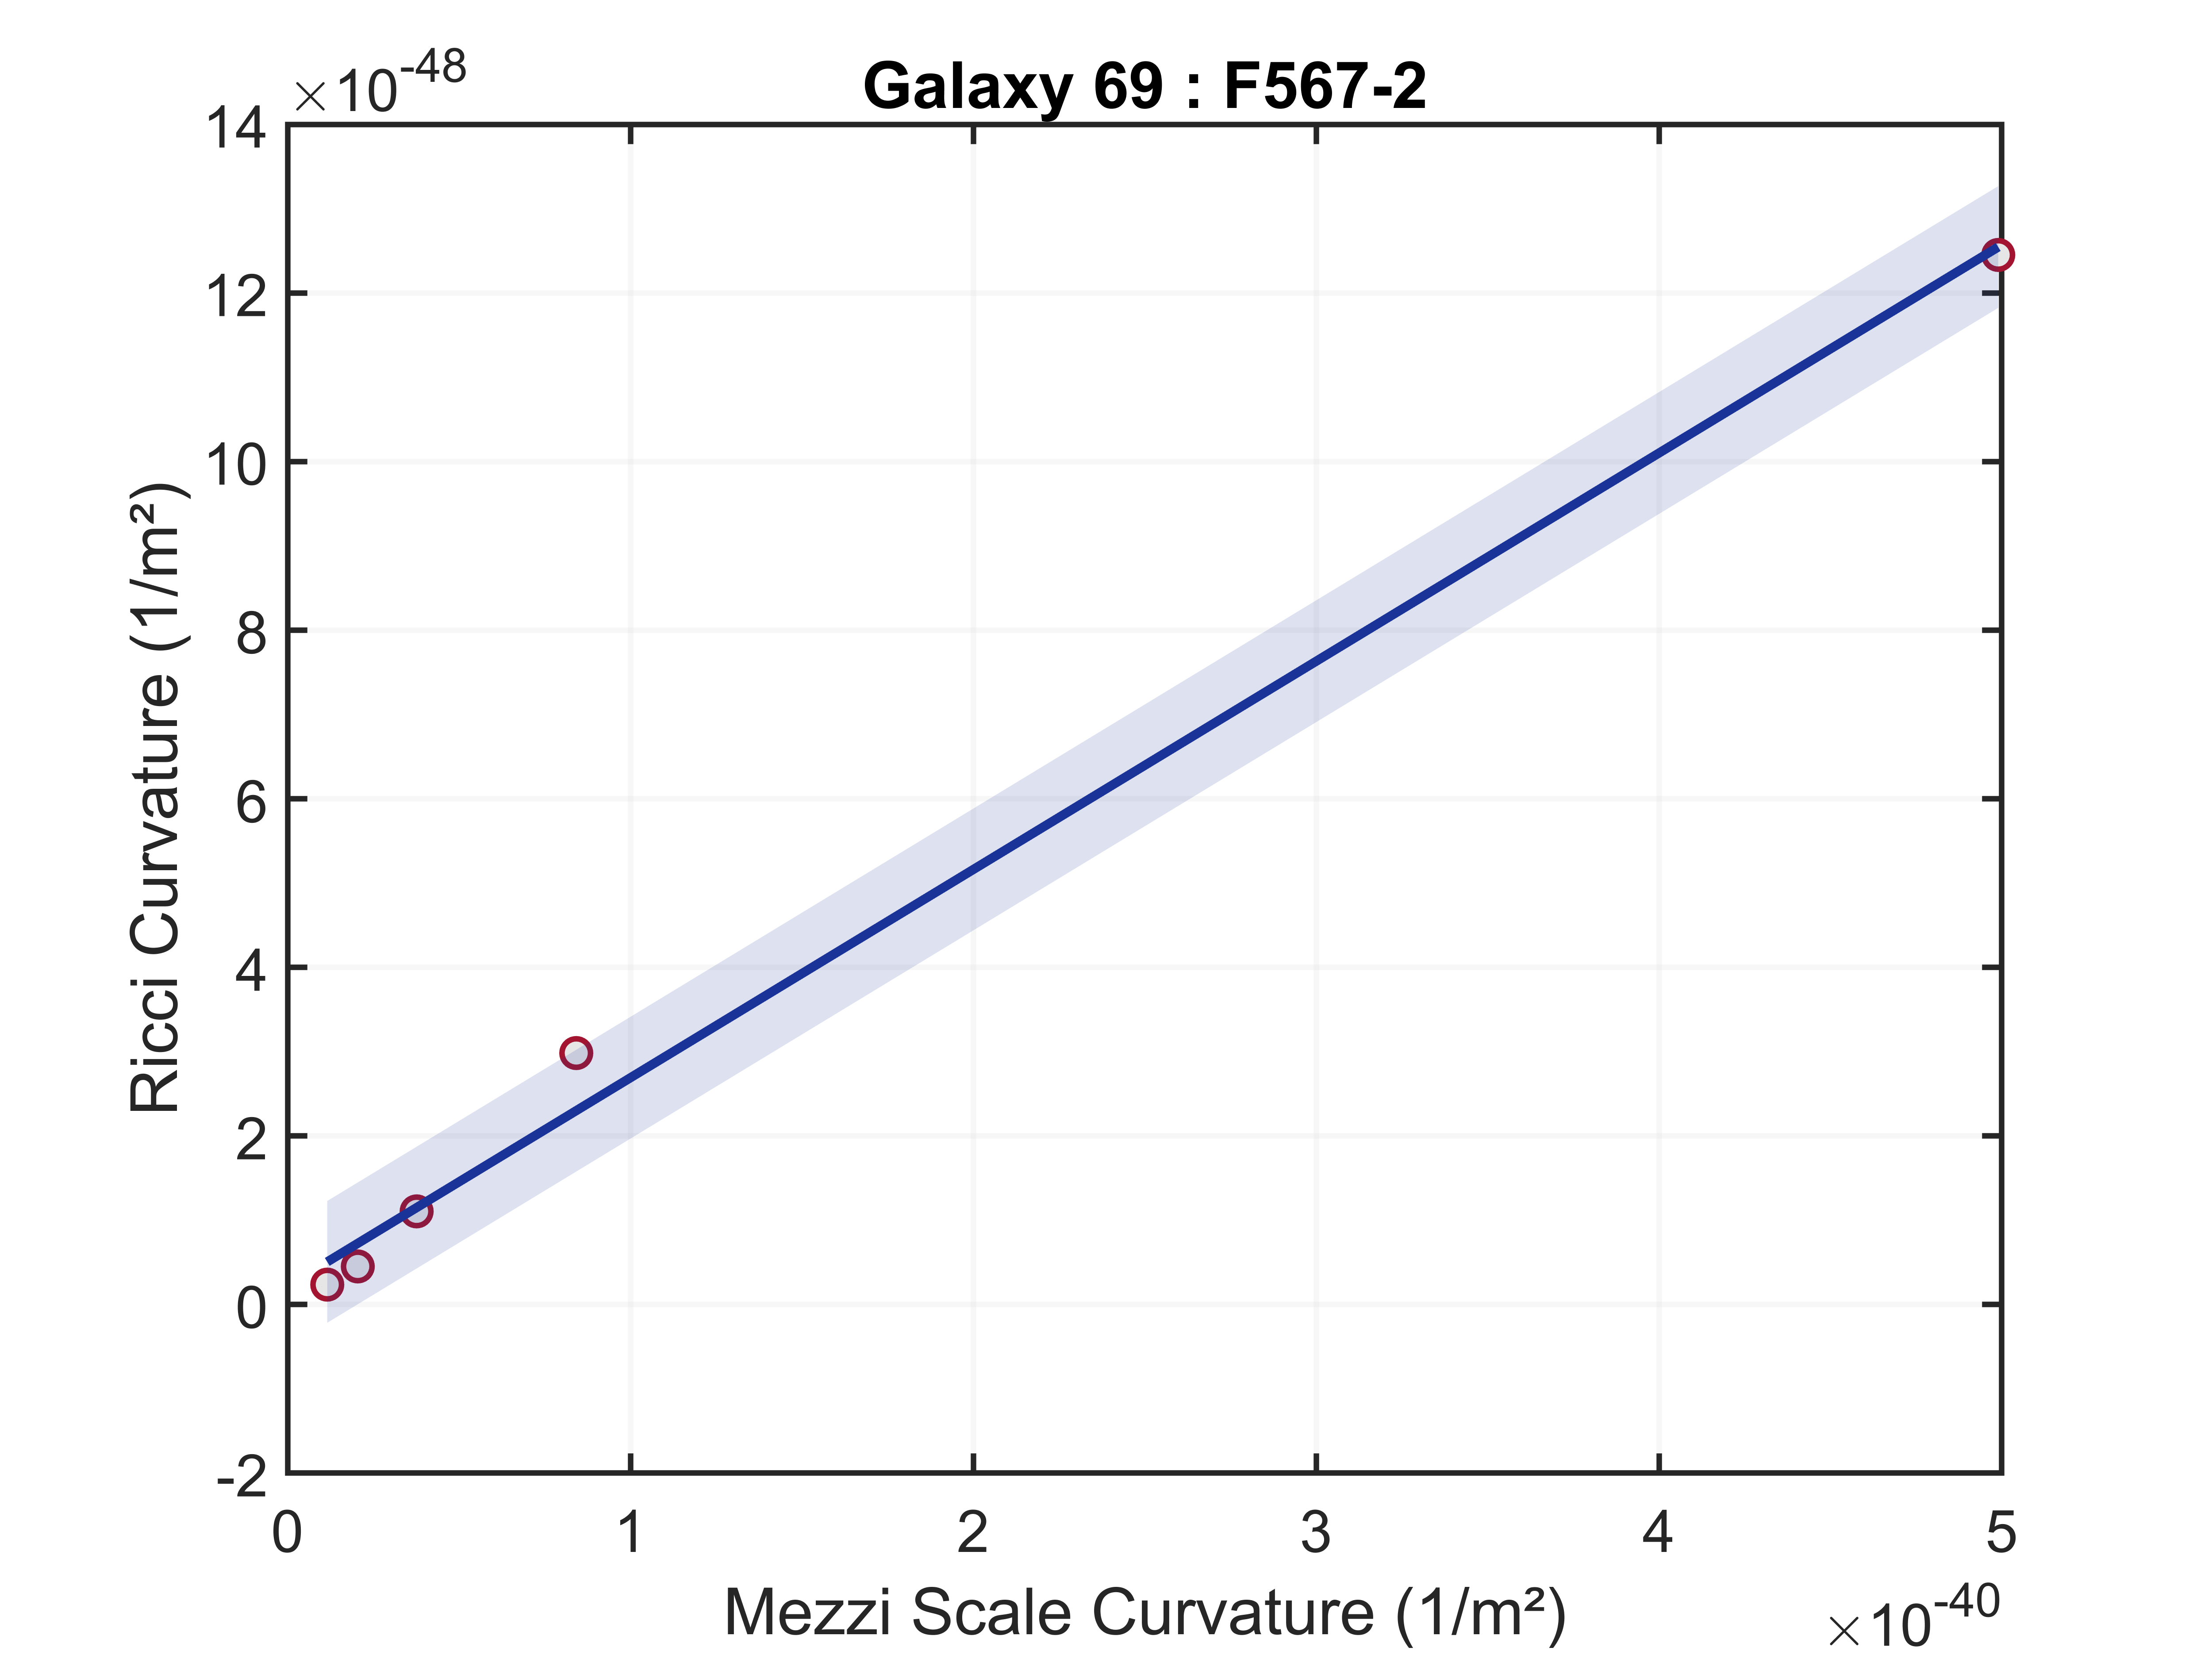 Galaxy 69 : F567-2
×10⁻⁴⁸
14
12
10
8
6
4
2
0
-2
Ricci Curvature (1/m²)
0 1 2 3 4 5
Mezzi Scale Curvature (1/m²)
×10⁻⁴⁰